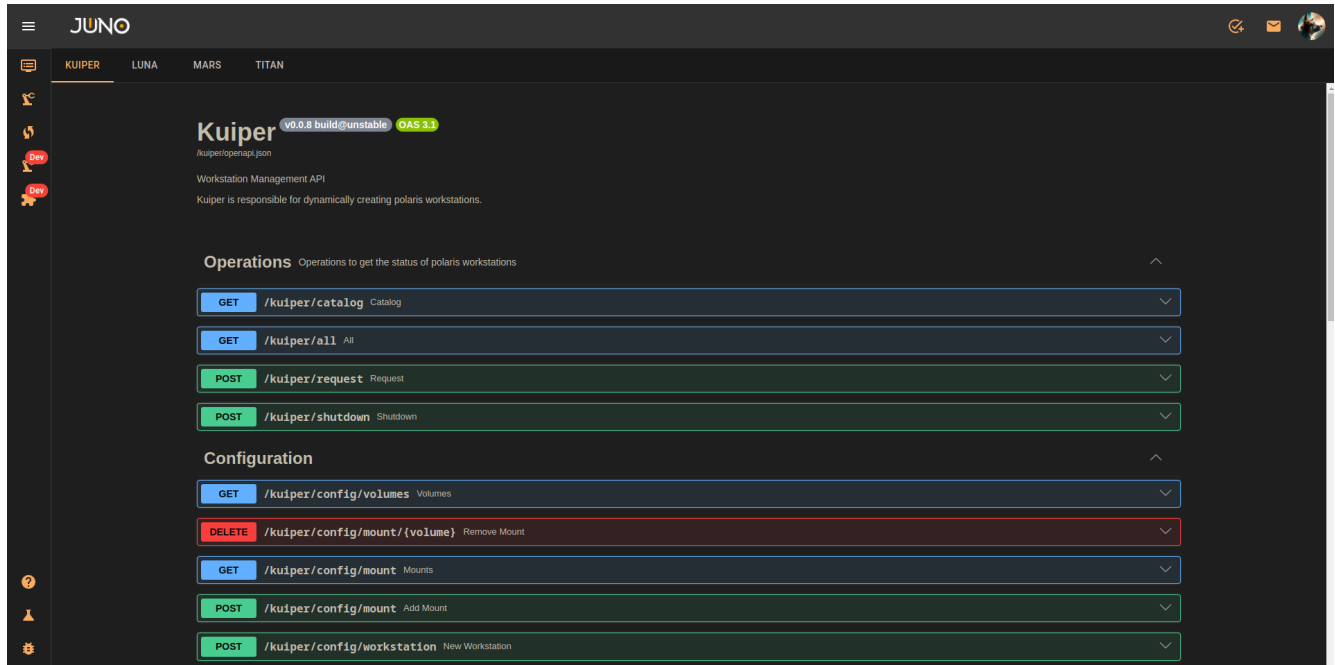 JUNO
KUIPER LUNA MARS TITAN
Dev
Dev
Kuiper v0.0.8 build@unstable OAS 3.1
/kuiper/openapi.json
Workstation Management API
Kuiper is responsible for dynamically creating polaris workstations.
Operations Operations to get the status of polaris workstations
GET /kuiper/catalog Catalog
GET /kuiper/all All
POST /kuiper/request Request
POST /kuiper/shutdown Shutdown
Configuration
GET /kuiper/config/volumes Volumes
DELETE /kuiper/config/mount/{volume} Remove Mount
GET /kuiper/config/mount Mounts
POST /kuiper/config/mount Add Mount
POST /kuiper/config/workstation New Workstation